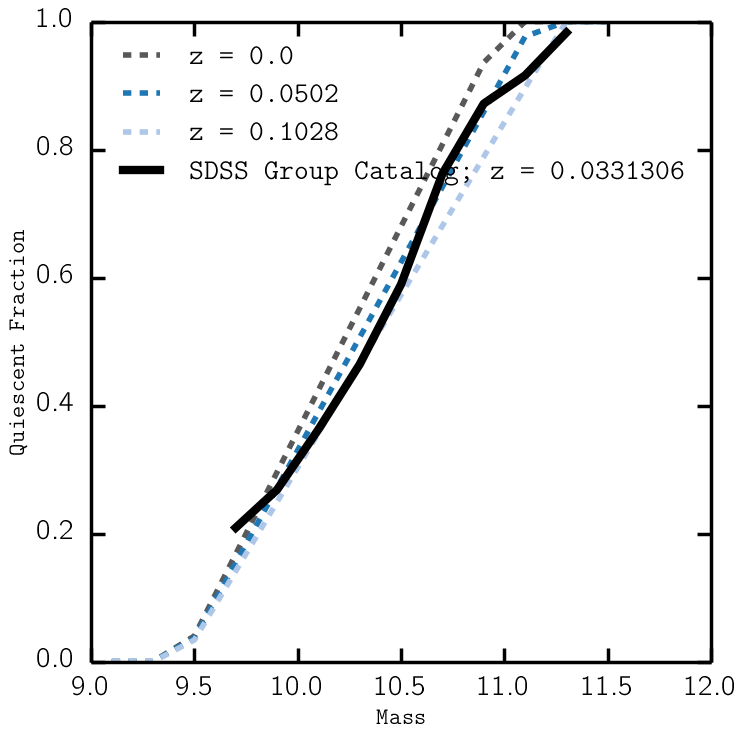 1.0
z = 0.0
z = 0.0502
z = 0.1028
0.8
SDSS Group Catalog; z = 0.0331306
0.6
Quiescent Fraction
0.4
0.2
0.0
9.0 9.5 10.0 10.5 11.0 11.5 12.0
Mass